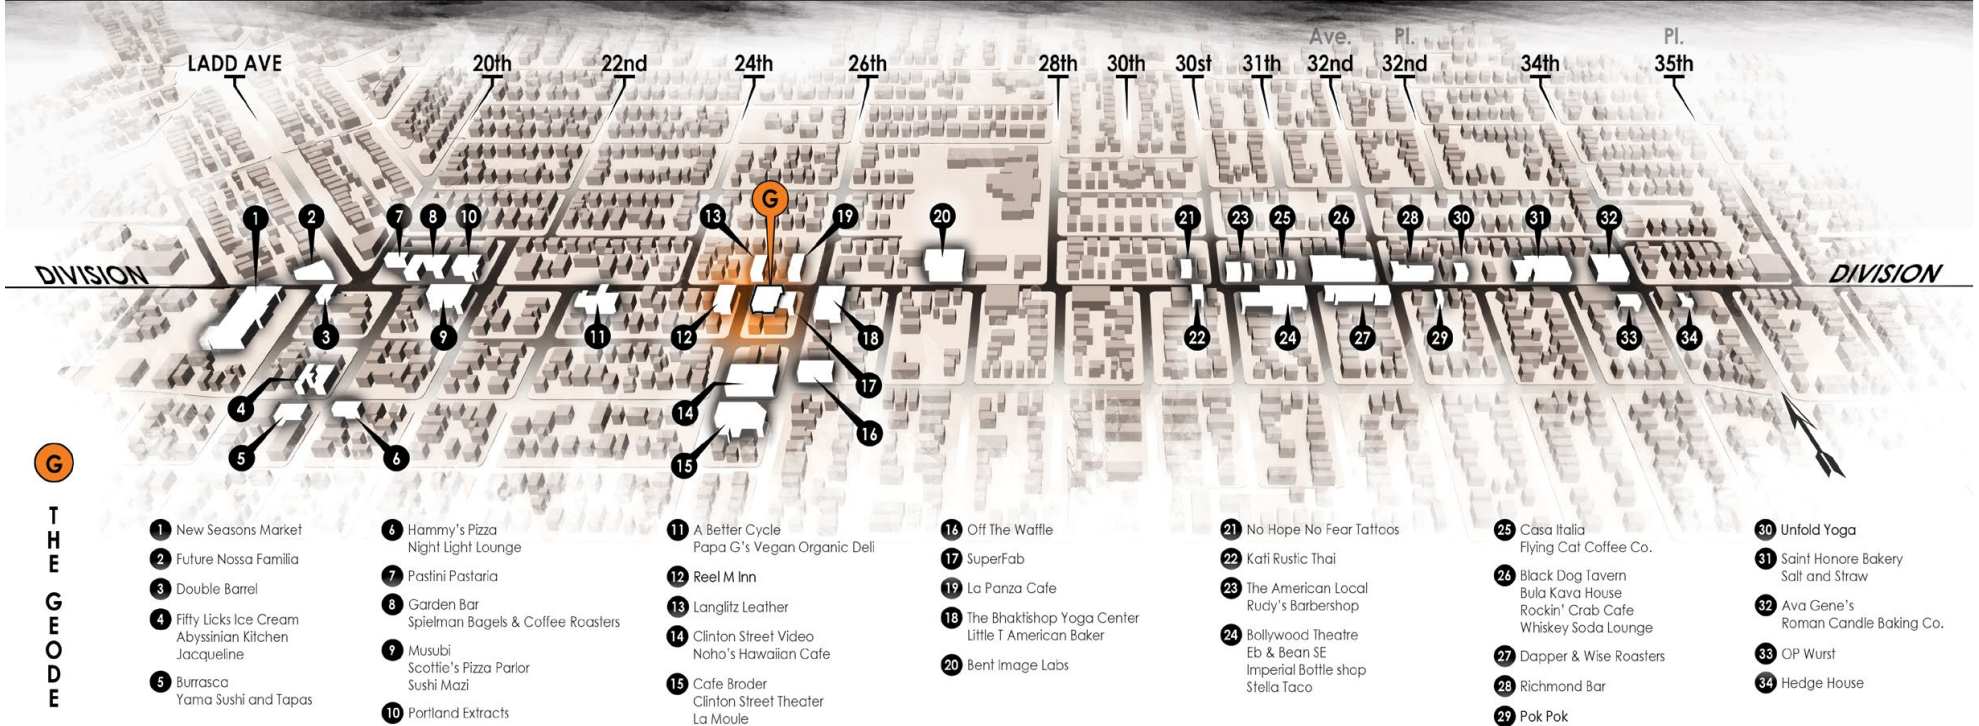 Ave. Pl. Pl.
LADD AVE 20th 22nd 24th 26th 28th 30th 30st 31th 32nd 32nd 34th 35th
G
1 2 7 8 10 13 19 20 21 23 25 26 28 30 31 32
DIVISION DIVISION
3 9 11 12 18 22 24 27 29 33 34
17
4 14
16
5 6 15
G
THE GEODE
1 New Seasons Market
2 Future Nossa Familia
3 Double Barrel
4 Fifty Licks Ice Cream
Abyssinian Kitchen
Jacqueline
5 Burrasca
Yama Sushi and Tapas
6 Hammy's Pizza
Night Light Lounge
7 Pastini Pastaria
8 Garden Bar
Spielman Bagels & Coffee Roasters
9 Musubi
Scottie's Pizza Parlor
Sushi Mazi
10 Portland Extracts
11 A Better Cycle
Papa G's Vegan Organic Deli
12 Reel M Inn
13 Langlitz Leather
14 Clinton Street Video
Noho's Hawaiian Cafe
15 Cafe Broder
Clinton Street Theater
La Moule
16 Off The Waffle
17 SuperFab
19 La Panza Cafe
18 The Bhaktishop Yoga Center
Little T American Baker
20 Bent Image Labs
21 No Hope No Fear Tattoos
22 Kati Rustic Thai
23 The American Local
Rudy's Barbershop
24 Bollywood Theatre
Eb & Bean SE
Imperial Bottle shop
Stella Taco
25 Casa Italia
Flying Cat Coffee Co.
26 Black Dog Tavern
Bula Kava House
Rockin' Crab Cafe
Whiskey Soda Lounge
27 Dapper & Wise Roasters
28 Richmond Bar
29 Pok Pok
30 Unfold Yoga
31 Saint Honore Bakery
Salt and Straw
32 Ava Gene's
Roman Candle Baking Co.
33 OP Wurst
34 Hedge House